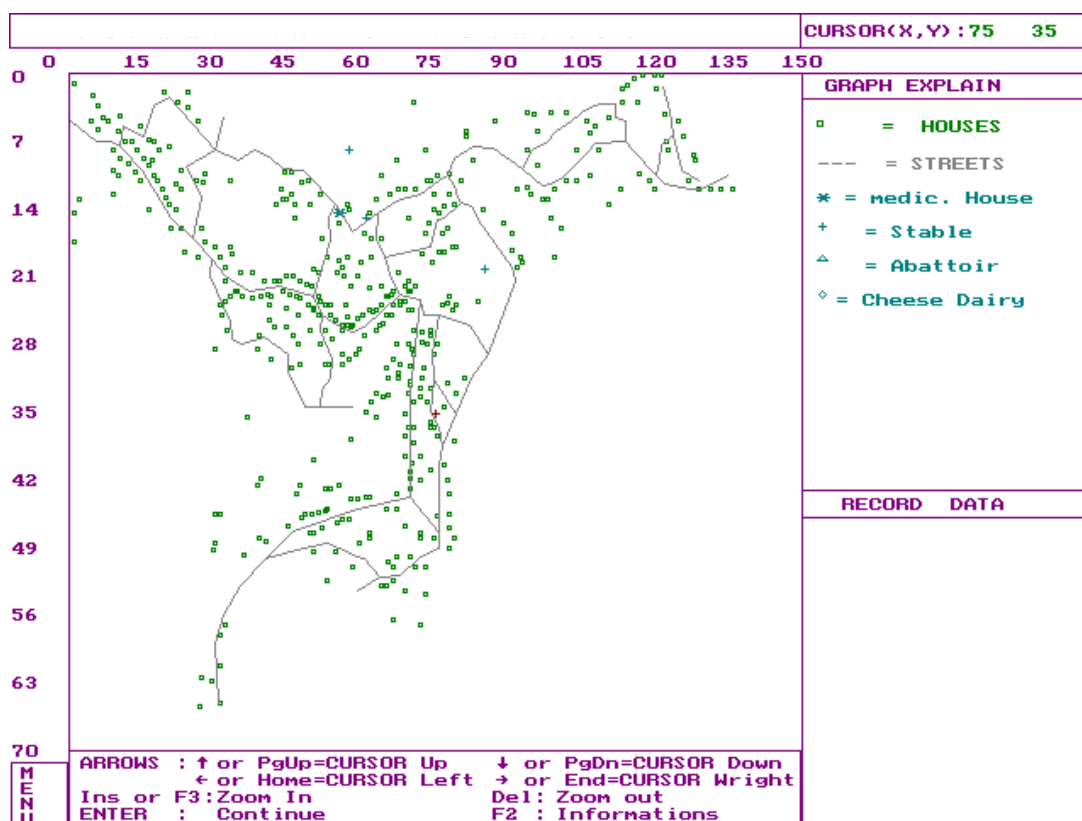 CURSOR(X,Y):75 35
0 15 30 45 60 75 90 105 120 135 150
0
7
14
21
28
35
42
49
56
63
70
GRAPH EXPLAIN
= HOUSES
--- = STREETS
* = medic. House
+ = Stable
△ = Abattoir
◇ = Cheese Dairy
RECORD DATA
MENU
ARROWS : ↑ or PgUp=CURSOR Up ↓ or PgDn=CURSOR Down
← or Home=CURSOR Left → or End=CURSOR Wright
Ins or F3:Zoom In Del: Zoom out
ENTER : Continue F2 : Informations